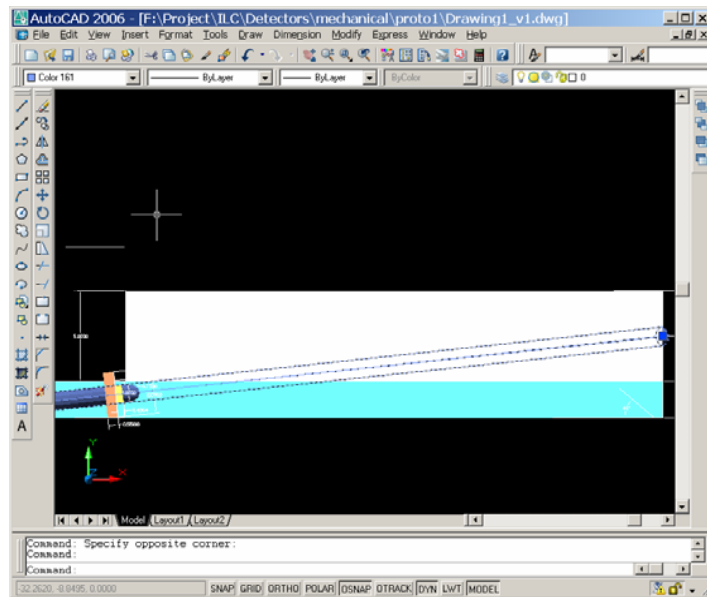 AutoCAD 2006 - [F:\Project\ILC\Detectors\mechanical\proto1\Drawing1_v1.dwg]
File Edit View Insert Format Tools Draw Dimension Modify Express Window Help
Color 161 ByLayer ByLayer ByColor 0
Y
X
Model Layout1 Layout2
Command: Specify opposite corner:
Command:
Command:
-32.2620, -8.8495, 0.0000 SNAP GRID ORTHO POLAR OSNAP OTRACK DYN LWT MODEL